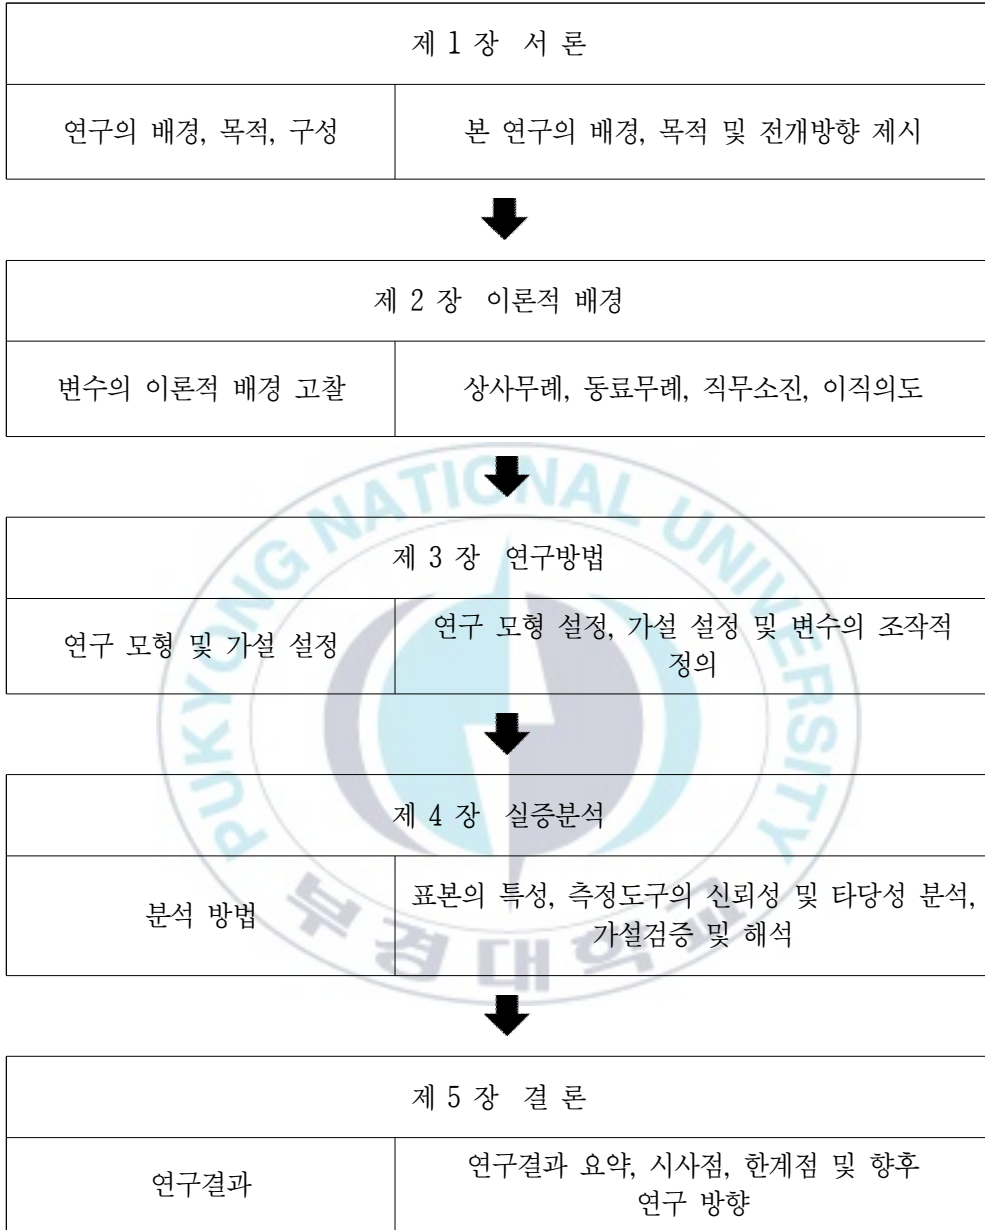 제 1 장 서 론
연구의 배경, 목적, 구성
본 연구의 배경, 목적 및 전개방향 제시
제 2 장 이론적 배경
변수의 이론적 배경 고찰
상사무례, 동료무례, 직무소진, 이직의도
제 3 장 연구방법
연구 모형 및 가설 설정
연구 모형 설정, 가설 설정 및 변수의 조작적
정의
제 4 장 실증분석
분석 방법
표본의 특성, 측정도구의 신뢰성 및 타당성 분석,
가설검증 및 해석
제 5 장 결 론
연구결과
연구결과 요약, 시사점, 한계점 및 향후
연구 방향
PUKYONG NATIONAL UNIVERSITY
부경대학교